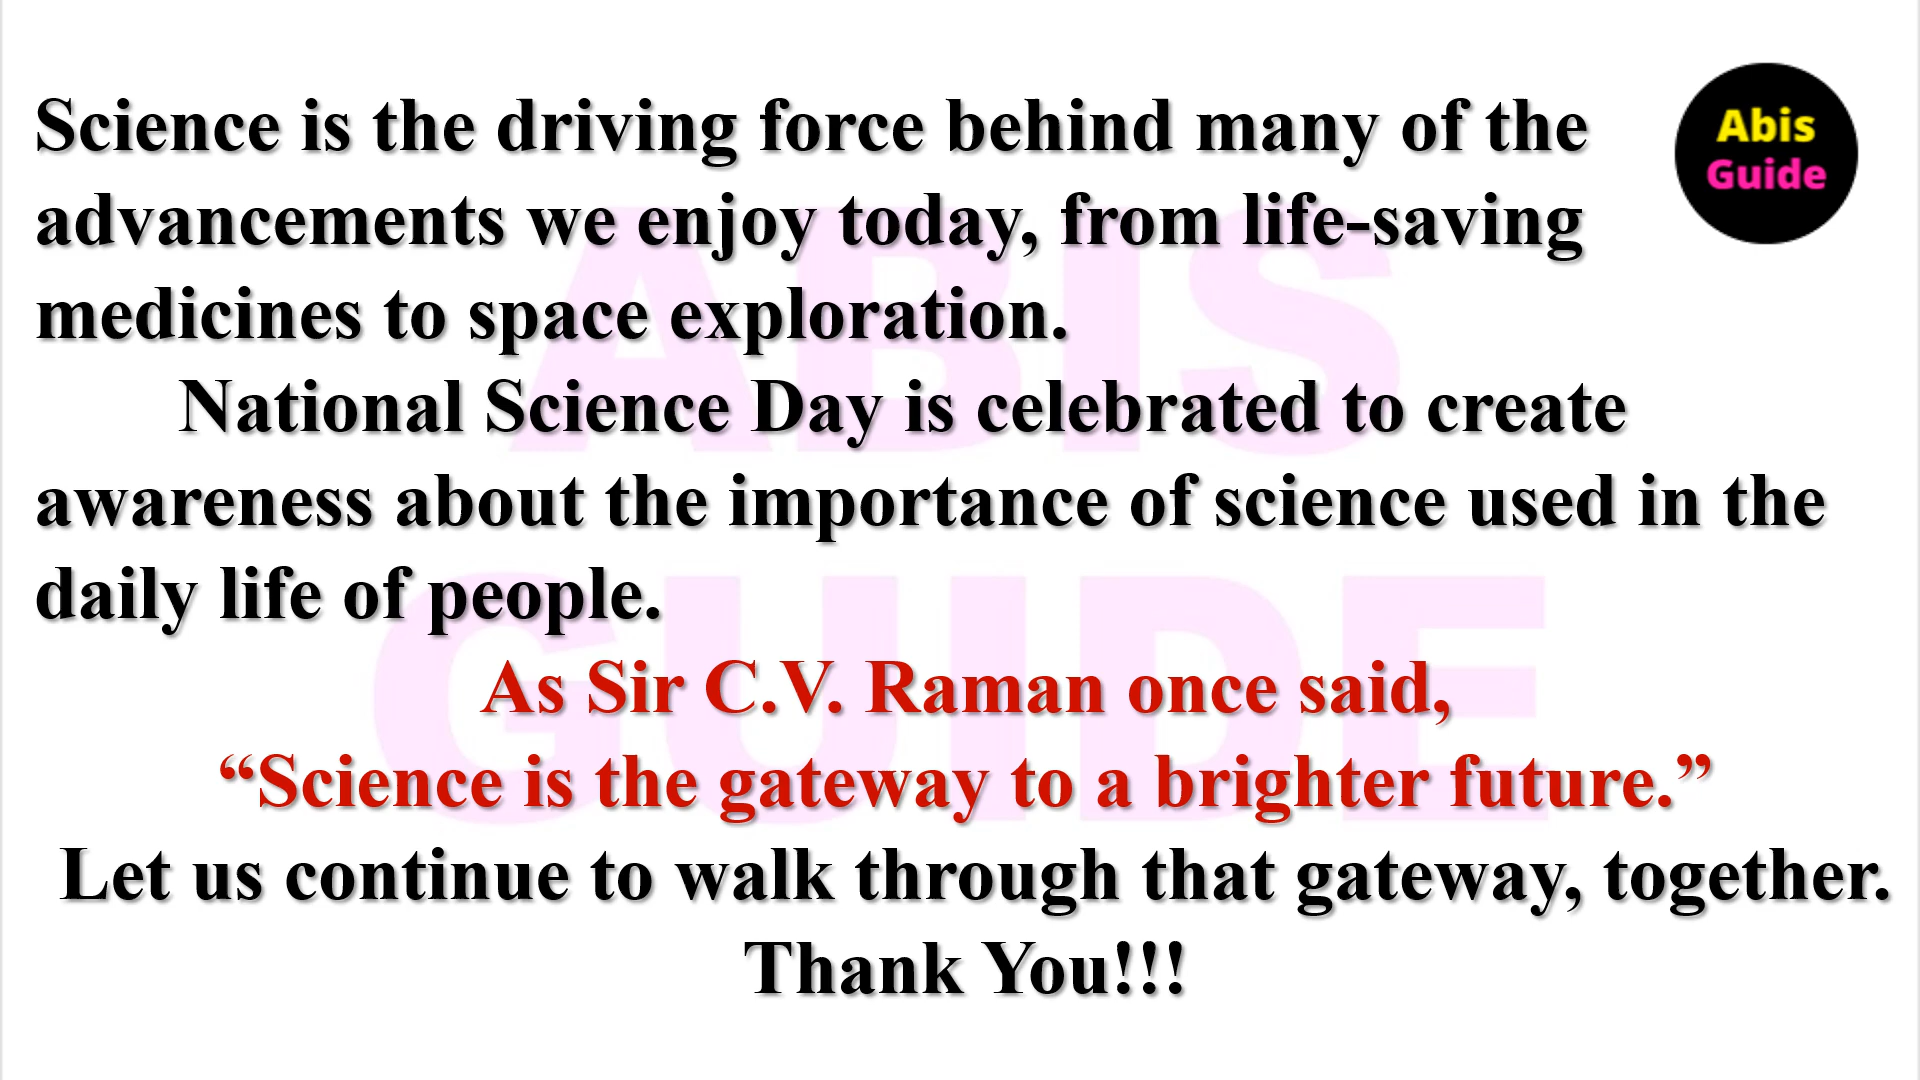 Science is the driving force behind many of the
advancements we enjoy today, from life-saving
medicines to space exploration.
National Science Day is celebrated to create
awareness about the importance of science used in the
daily life of people.
As Sir C.V. Raman once said,
“Science is the gateway to a brighter future.”
Let us continue to walk through that gateway, together.
Thank You!!!
Abis
Guide
ABIS
GUIDE